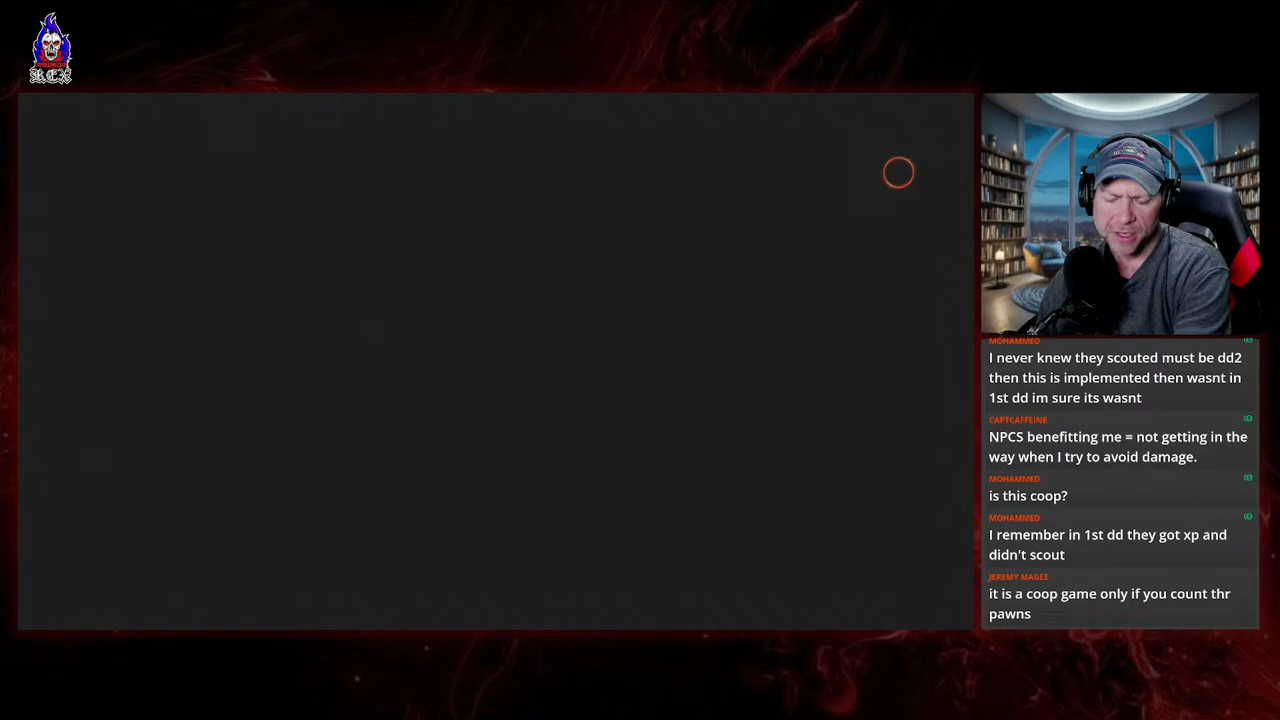 REX
MOHAMMED
I never knew they scouted must be dd2
then this is implemented then wasnt in
1st dd im sure its wasnt
CAPTCAFFEINE
NPCS benefitting me = not getting in the
way when I try to avoid damage.
MOHAMMED
is this coop?
MOHAMMED
I remember in 1st dd they got xp and
didn't scout
JEREMY MAGEE
it is a coop game only if you count thr
pawns